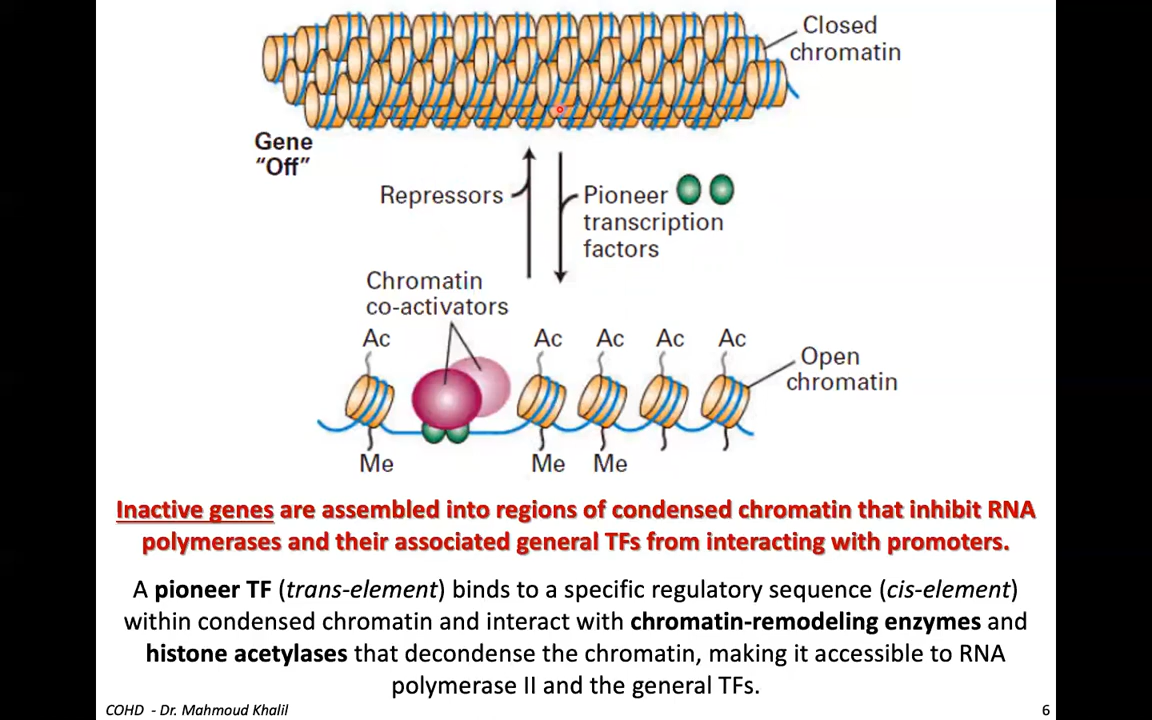 Closed
chromatin
Gene
“Off”
Repressors
Pioneer
transcription
factors
Chromatin
co-activators
Ac Ac Ac Ac Ac
Open
chromatin
Me Me Me
Inactive genes are assembled into regions of condensed chromatin that inhibit RNA
polymerases and their associated general TFs from interacting with promoters.
A pioneer TF (trans-element) binds to a specific regulatory sequence (cis-element)
within condensed chromatin and interact with chromatin-remodeling enzymes and
histone acetylases that decondense the chromatin, making it accessible to RNA
polymerase II and the general TFs.
COHD - Dr. Mahmoud Khalil 6